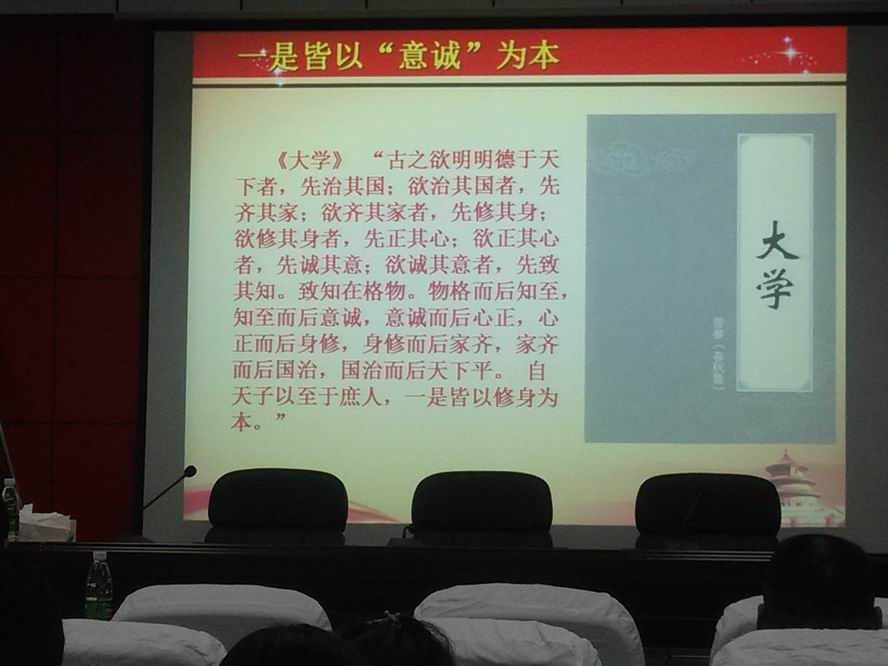 一是皆以“意诚”为本
《大学》 “古之欲明明德于天
下者，先治其国；欲治其国者，先
齐其家；欲齐其家者，先修其身；
欲修其身者，先正其心；欲正其心
者，先诚其意；欲诚其意者，先致
其知。致知在格物。物格而后知至，
知至而后意诚，意诚而后心正，心
正而后身修，身修而后家齐，家齐
而后国治，国治而后天下平。 自
天子以至于庶人，一是皆以修身为
本。”
大学